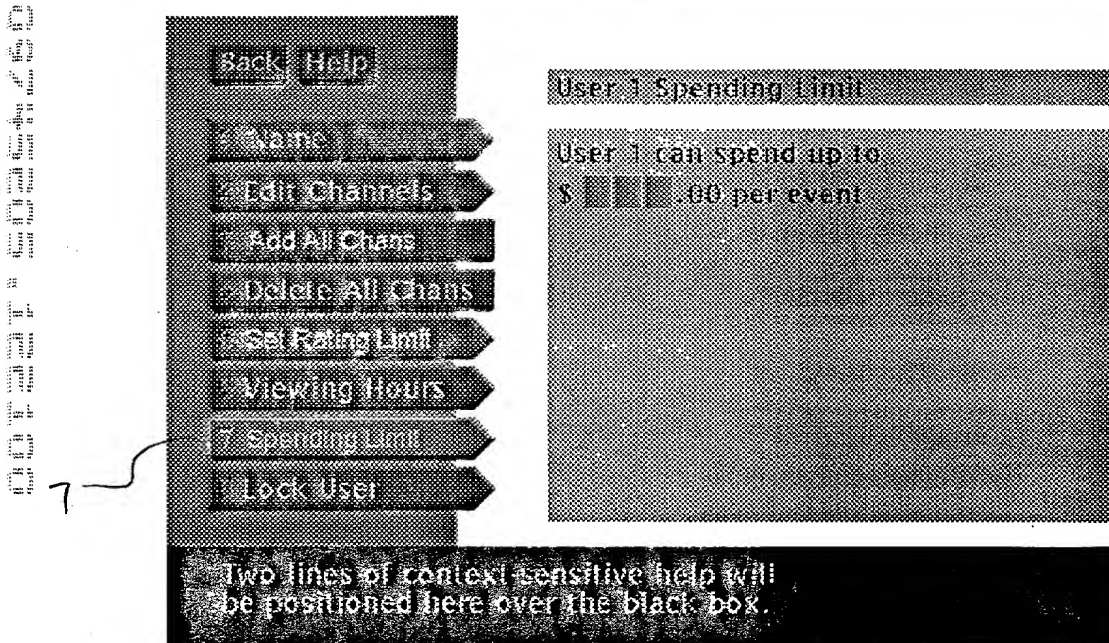 Back Help
User 1 Spending Limit
Name
User 1 can spend up to
$ .00 per event
Edit Channels
Add All Chans
Delete All Chans
Set Rating Limit
Viewing Hours
7 Spending Limit
Lock User
7
Two lines of context-sensitive help will
be positioned here over the black box.